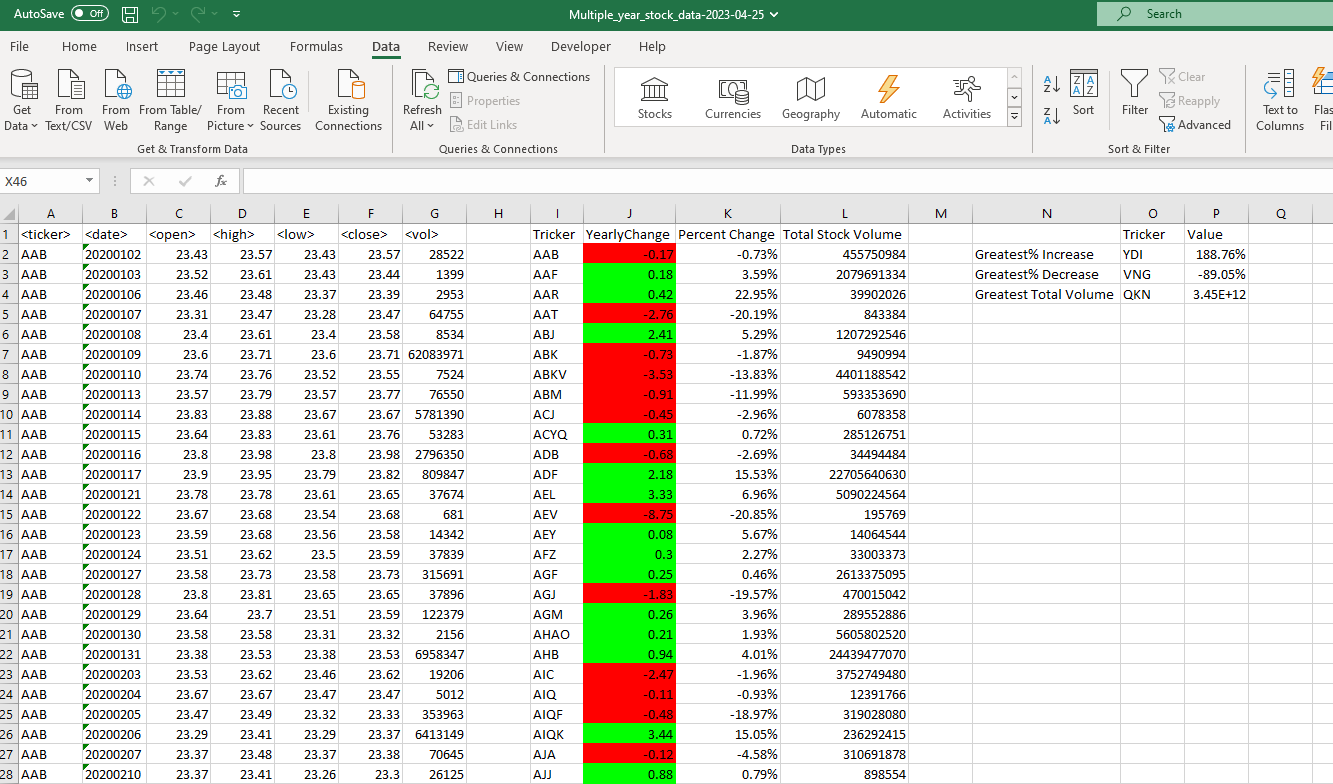 AutoSave Off Multiple_year_stock_data-2023-04-25 Search
File Home Insert Page Layout Formulas Data Review View Developer Help
Get Data From Text/CSV From Web From Table/ Range From Picture Recent Sources Existing Connections Refresh All Queries & Connections Properties Edit Links Stocks Currencies Geography Automatic Activities Sort Filter Clear Reapply Advanced Text to Columns Flas Fil
Get & Transform Data Queries & Connections Data Types Sort & Filter
X46 fx
A B C D E F G H I J K L M N O P Q
1 <ticker> <date> <open> <high> <low> <close> <vol> Tricker YearlyChange Percent Change Total Stock Volume Tricker Value
2 AAB 20200102 23.43 23.57 23.43 23.57 28522 AAB -0.17 -0.73% 455750984 Greatest% Increase YDI 188.76%
3 AAB 20200103 23.52 23.61 23.43 23.44 1399 AAF 0.18 3.59% 2079691334 Greatest% Decrease VNG -89.05%
4 AAB 20200106 23.46 23.48 23.37 23.39 2953 AAR 0.42 22.95% 39902026 Greatest Total Volume QKN 3.45E+12
5 AAB 20200107 23.31 23.47 23.28 23.47 64755 AAT -2.76 -20.19% 843384
6 AAB 20200108 23.4 23.61 23.4 23.58 8534 ABJ 2.41 5.29% 1207292546
7 AAB 20200109 23.6 23.71 23.6 23.71 62083971 ABK -0.73 -1.87% 9490994
8 AAB 20200110 23.74 23.76 23.52 23.55 7524 ABKV -3.53 -13.83% 4401188542
9 AAB 20200113 23.57 23.79 23.57 23.77 76550 ABM -0.91 -11.99% 593353690
10 AAB 20200114 23.83 23.88 23.67 23.67 5781390 ACJ -0.45 -2.96% 6078358
11 AAB 20200115 23.64 23.83 23.61 23.76 53283 ACYQ 0.31 0.72% 285126751
12 AAB 20200116 23.8 23.98 23.8 23.98 2796350 ADB -0.68 -2.69% 34494484
13 AAB 20200117 23.9 23.95 23.79 23.82 809847 ADF 2.18 15.53% 22705640630
14 AAB 20200121 23.78 23.78 23.61 23.65 37674 AEL 3.33 6.96% 5090224564
15 AAB 20200122 23.67 23.68 23.54 23.68 681 AEV -8.75 -20.85% 195769
16 AAB 20200123 23.59 23.68 23.56 23.58 14342 AEY 0.08 5.67% 14064544
17 AAB 20200124 23.51 23.62 23.5 23.59 37839 AFZ 0.3 2.27% 33003373
18 AAB 20200127 23.58 23.73 23.58 23.73 315691 AGF 0.25 0.46% 2613375095
19 AAB 20200128 23.8 23.81 23.65 23.65 37896 AGJ -1.83 -19.57% 470015042
20 AAB 20200129 23.64 23.7 23.51 23.59 122379 AGM 0.26 3.96% 289552886
21 AAB 20200130 23.58 23.58 23.31 23.32 2156 AHAO 0.21 1.93% 5605802520
22 AAB 20200131 23.38 23.53 23.38 23.53 6958347 AHB 0.94 4.01% 24439477070
23 AAB 20200203 23.53 23.62 23.46 23.62 19206 AIC -2.47 -1.96% 3752749480
24 AAB 20200204 23.67 23.67 23.47 23.47 5012 AIQ -0.11 -0.93% 12391766
25 AAB 20200205 23.47 23.49 23.32 23.33 353963 AIQF -0.48 -18.97% 319028080
26 AAB 20200206 23.29 23.41 23.29 23.37 6413149 AIQK 3.44 15.05% 236292415
27 AAB 20200207 23.37 23.48 23.37 23.38 70645 AJA -0.12 -4.58% 310691878
28 AAB 20200210 23.37 23.41 23.26 23.3 26125 AJJ 0.88 0.79% 898554